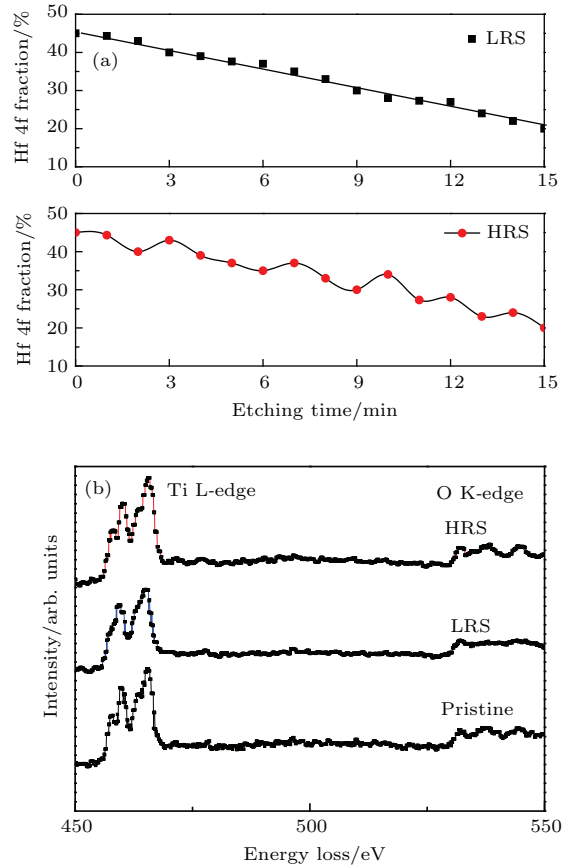 50
(a)
LRS
40
30
20
10
Hf 4f fraction/%
0 3 6 9 12 15
50
HRS
40
30
20
10
Hf 4f fraction/%
0 3 6 9 12 15
Etching time/min
(b)
Ti L-edge
O K-edge
HRS
LRS
Pristine
Intensity/arb. units
450 500 550
Energy loss/eV